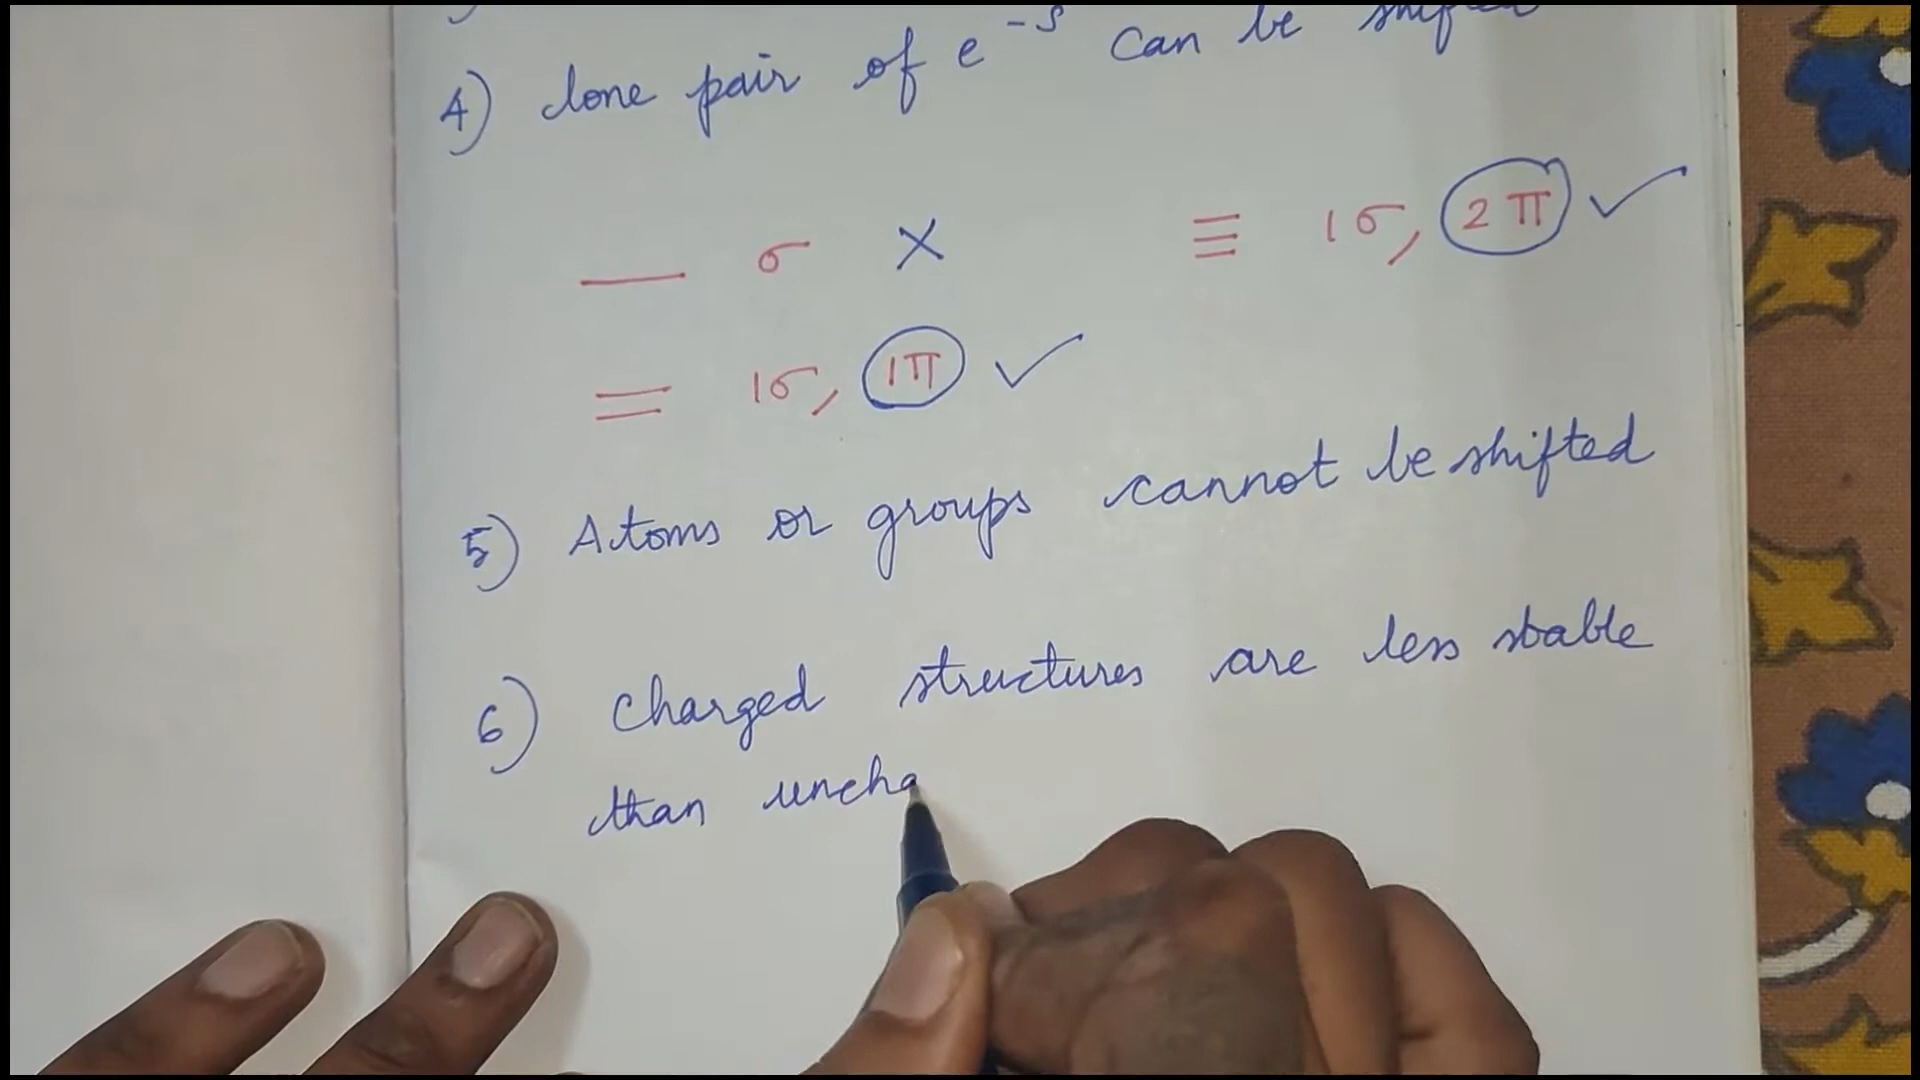 4) lone pair of e⁻s can be shifted
— σ X ≡ 1σ, 2π ✓
= 1σ, 1π ✓
5) Atoms or groups cannot be shifted
6) Charged structures are less stable
than uncha